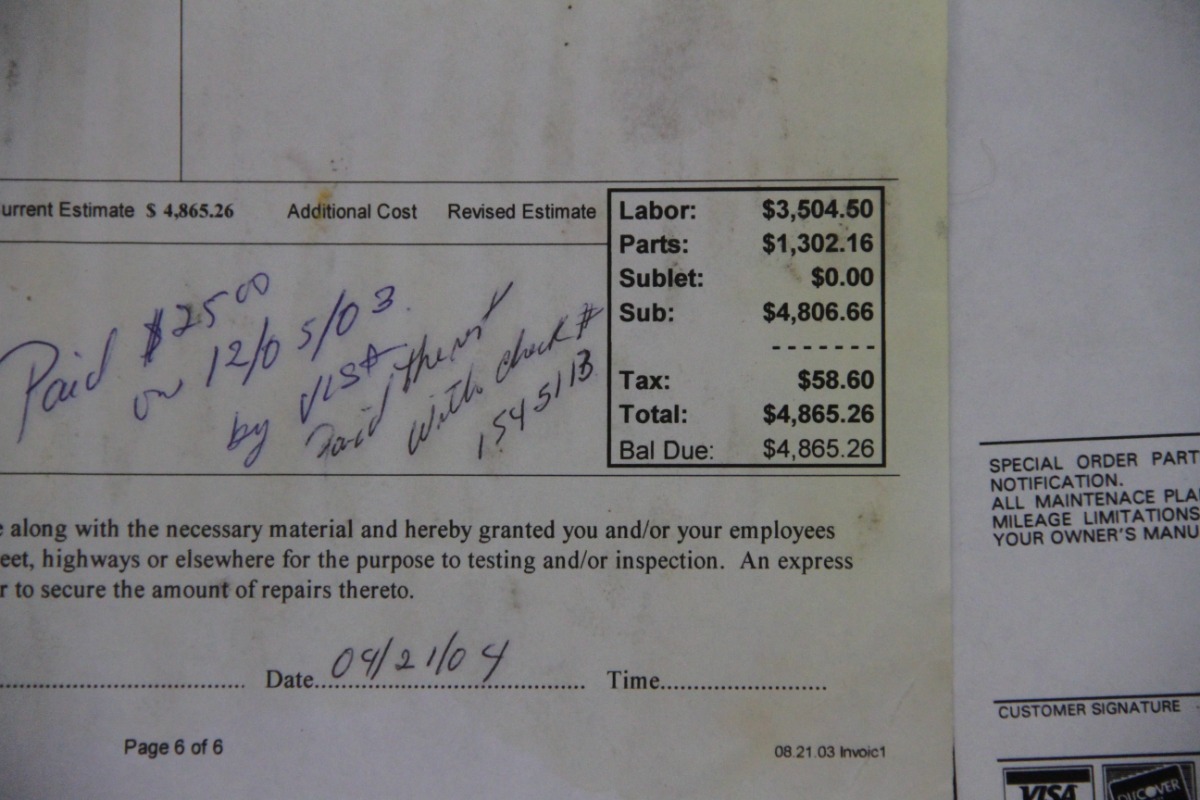 urrent Estimate $ 4,865.26 Additional Cost Revised Estimate
Labor: $3,504.50
Parts: $1,302.16
Sublet: $0.00
Sub: $4,806.66
-------
Tax: $58.60
Total: $4,865.26
Bal Due: $4,865.26
Paid $2500
on 12/05/03.
by VISA
Paid the rest
with check #
1545113
e along with the necessary material and hereby granted you and/or your employees
eet, highways or elsewhere for the purpose to testing and/or inspection. An express
r to secure the amount of repairs thereto.
Date 04/21/04 Time
Page 6 of 6
08.21.03 Invoic1
SPECIAL ORDER PART
NOTIFICATION.
ALL MAINTENACE PLA
MILEAGE LIMITATIONS
YOUR OWNER'S MANU
CUSTOMER SIGNATURE
VISA
DISCOVER